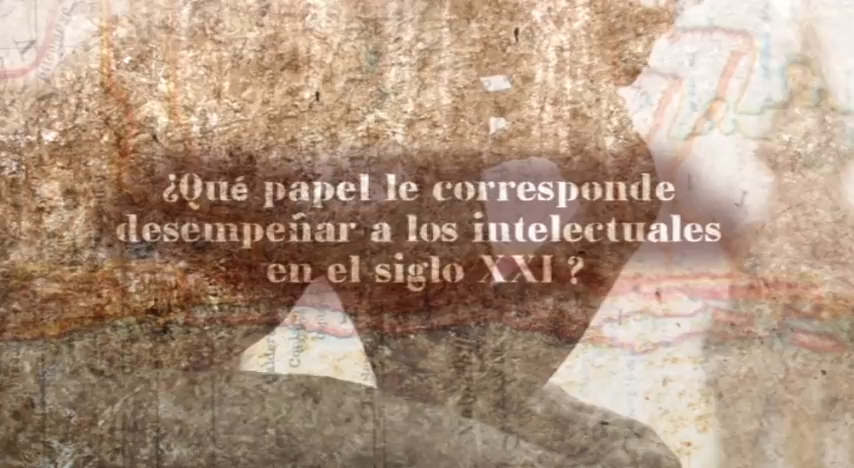 ¿Qué papel le corresponde
desempeñar a los intelectuales
en el siglo XXI ?